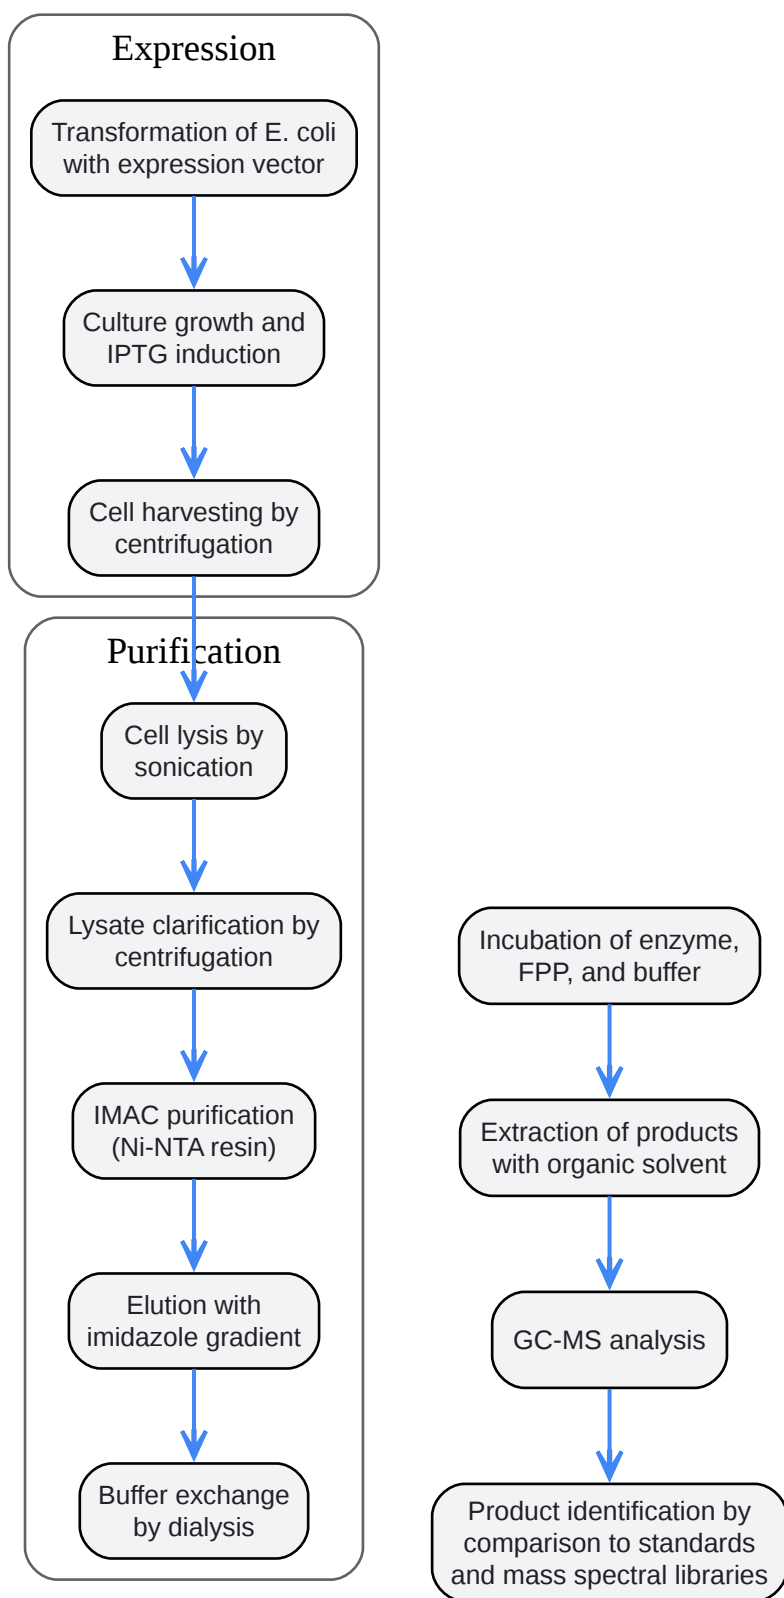 Expression
Transformation of E. coli
with expression vector
Culture growth and
IPTG induction
Cell harvesting by
centrifugation
Purification
Cell lysis by
sonication
Lysate clarification by
centrifugation
IMAC purification
(Ni-NTA resin)
Elution with
imidazole gradient
Buffer exchange
by dialysis
Incubation of enzyme,
FPP, and buffer
Extraction of products
with organic solvent
GC-MS analysis
Product identification by
comparison to standards
and mass spectral libraries